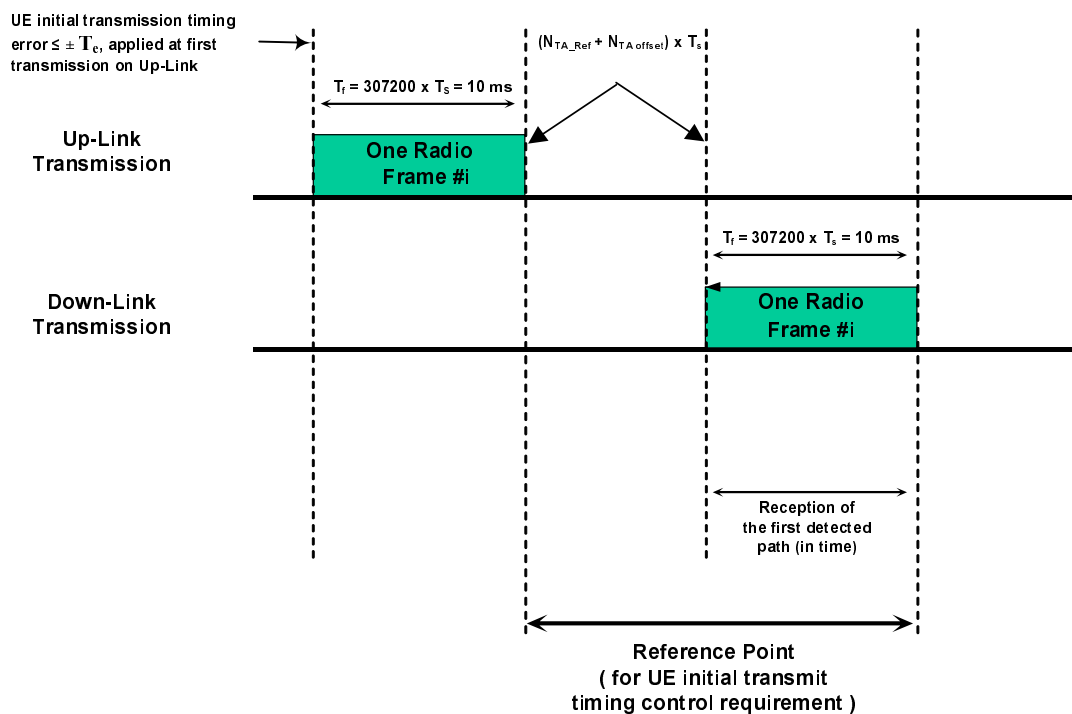 UE initial transmission timing
error ≤ ± Te, applied at first
transmission on Up-Link
(NTA_Ref + NTA offset) x Ts
Tf = 307200 x Ts = 10 ms
Up-Link
Transmission
One Radio
Frame #i
Tf = 307200 x Ts = 10 ms
Down-Link
Transmission
One Radio
Frame #i
Reception of
the first detected
path (in time)
Reference Point
( for UE initial transmit
timing control requirement )